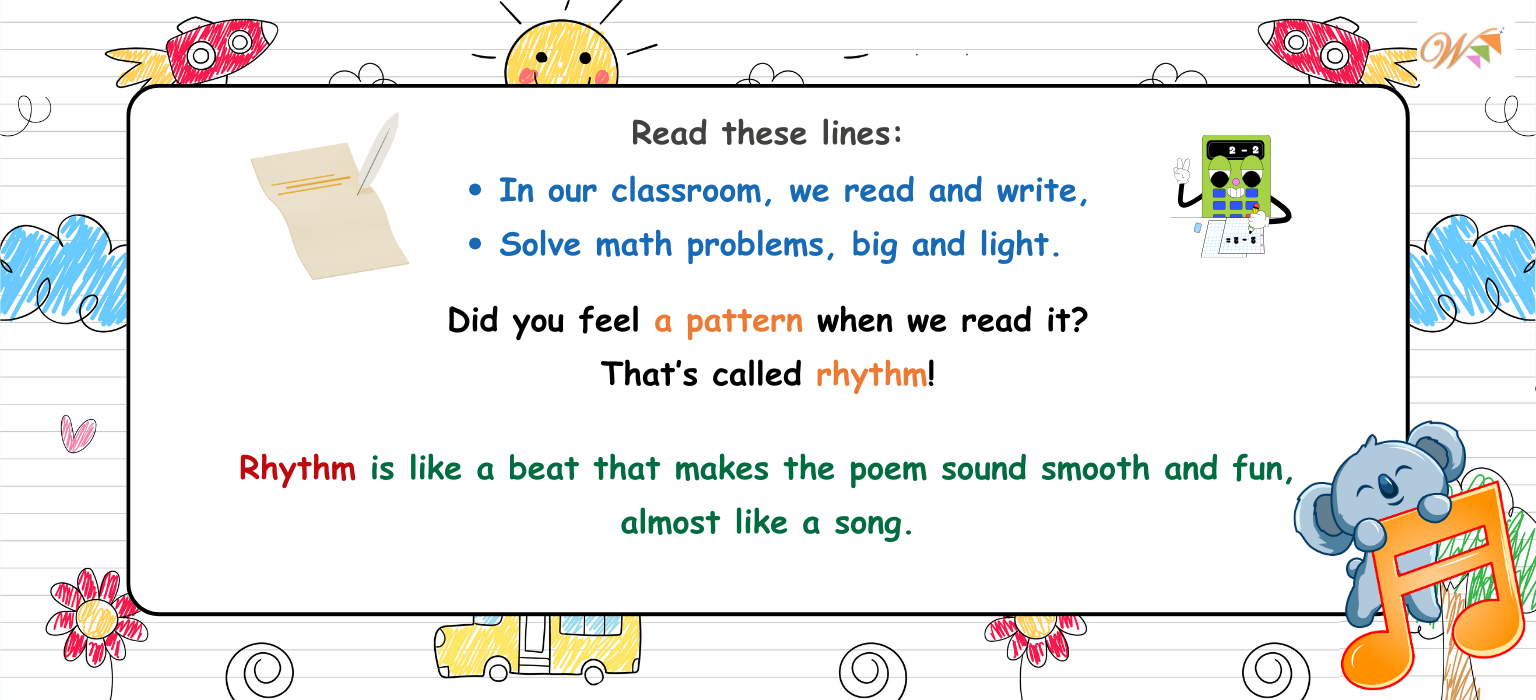 W
2 - 2
Read these lines:
• In our classroom, we read and write,
• Solve math problems, big and light.
Did you feel a pattern when we read it?
That's called rhythm!
Rhythm is like a beat that makes the poem sound smooth and fun,
almost like a song.